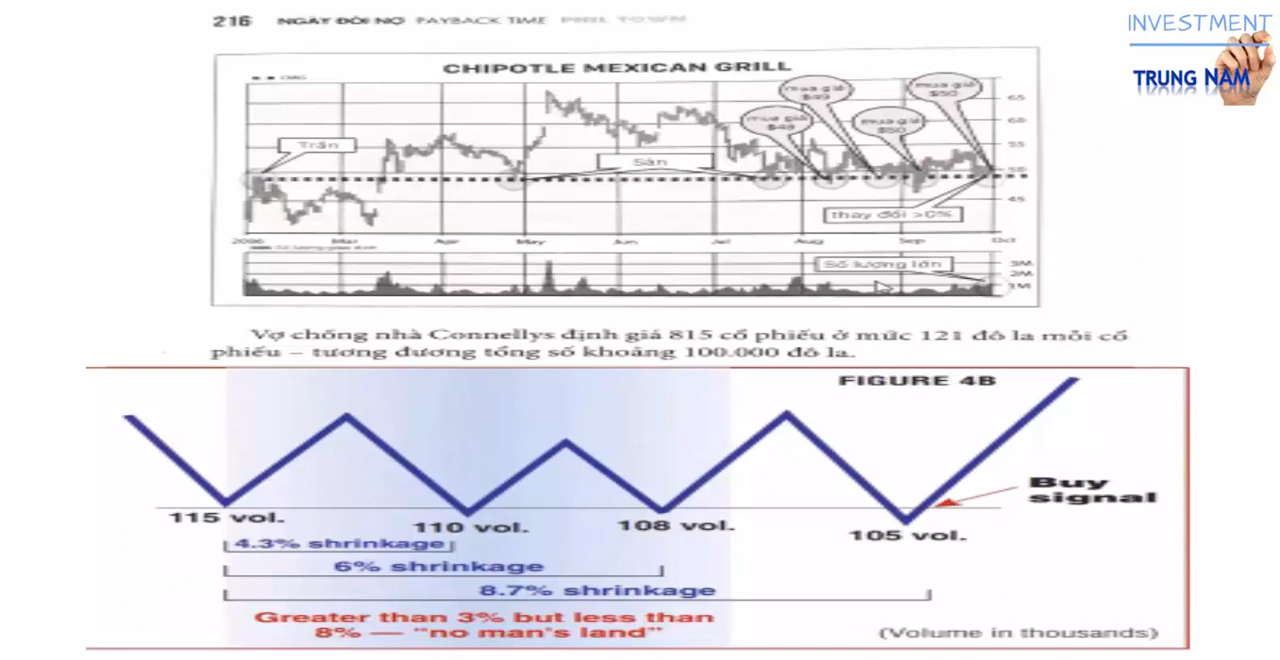 216 NGÀY ĐÒI NỢ PAYBACK TIME PHIL TOWN
INVESTMENT
TRUNG NAM
CHIPOTLE MEXICAN GRILL
CMG
mua giá
$49
mua giá
$50
mua giá
$48
mua giá
$50
65
60
55
50
45
Trần
Sàn
thay đổi >0%
2006 Mar Apr May Jun Jul Aug Sep Oct
Số lượng lớn
3M
2M
1M
Vợ chồng nhà Connellys định giá 815 cổ phiếu ở mức 121 đô la mỗi cổ
phiếu – tương đương tổng số khoảng 100.000 đô la.
FIGURE 4B
Buy
signal
115 vol.
110 vol.
108 vol.
105 vol.
4.3% shrinkage
6% shrinkage
8.7% shrinkage
Greater than 3% but less than
8% — "no man's land"
(Volume in thousands)